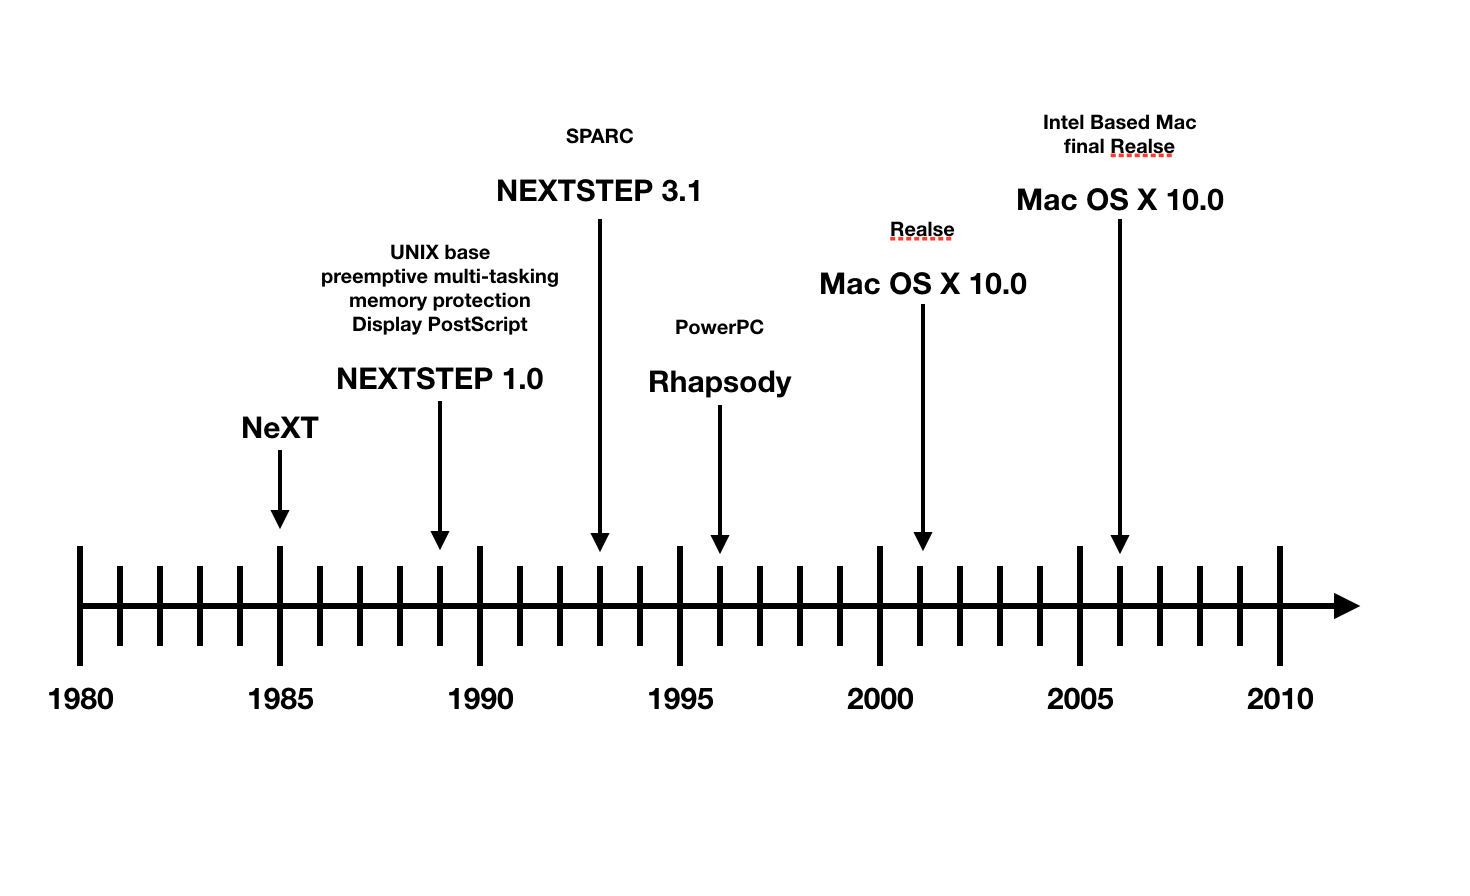 NeXT
UNIX base
preemptive multi-tasking
memory protection
Display PostScript
NEXTSTEP 1.0
SPARC
NEXTSTEP 3.1
PowerPC
Rhapsody
Realse
Mac OS X 10.0
Intel Based Mac
final Realse
Mac OS X 10.0
1980
1985
1990
1995
2000
2005
2010